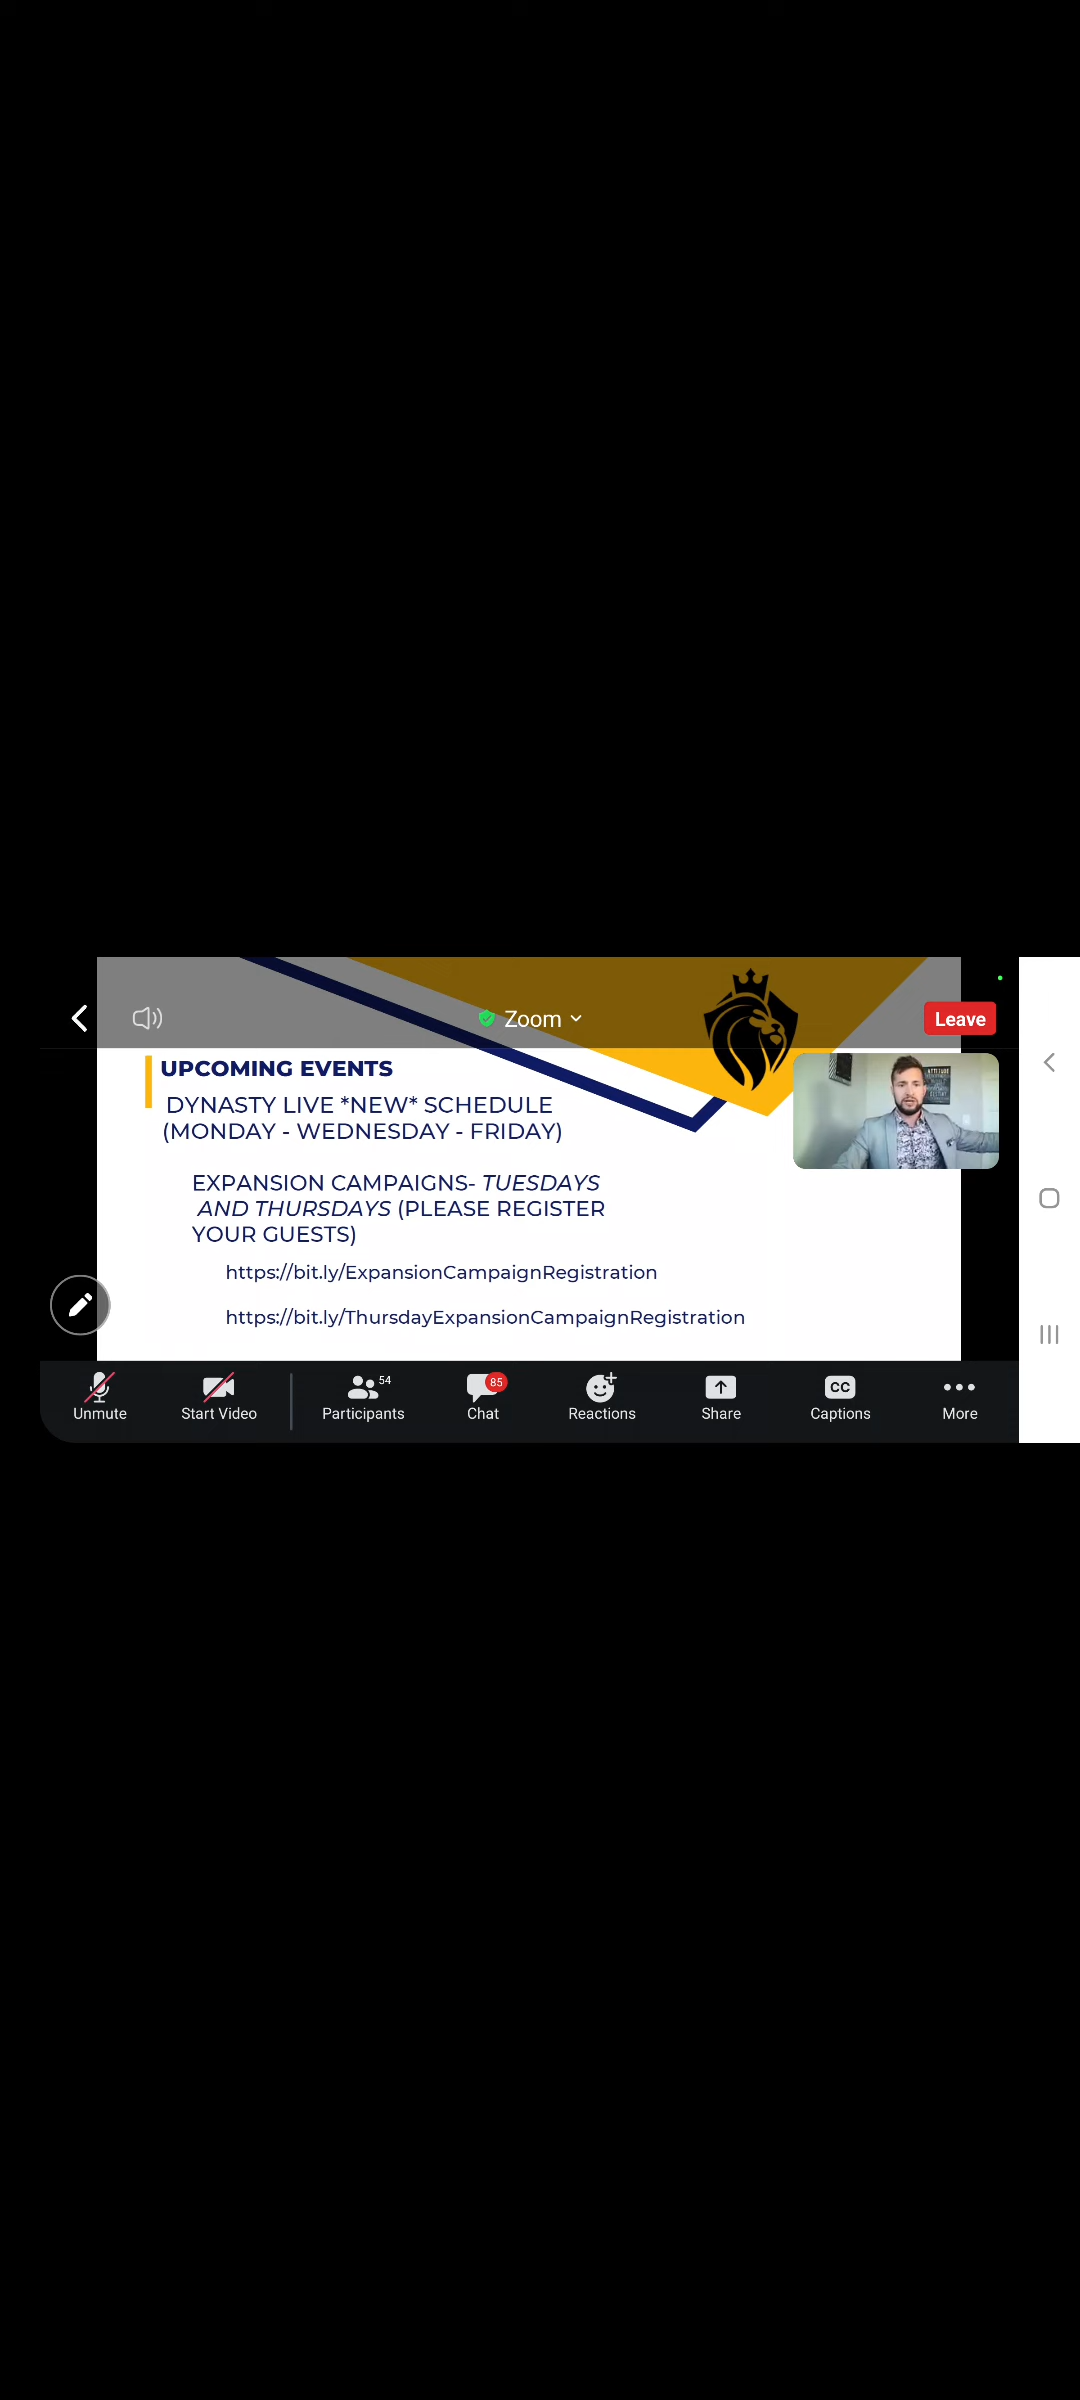 Zoom
Leave
UPCOMING EVENTS
DYNASTY LIVE *NEW* SCHEDULE
(MONDAY - WEDNESDAY - FRIDAY)
EXPANSION CAMPAIGNS- TUESDAYS
AND THURSDAYS (PLEASE REGISTER
YOUR GUESTS)
https://bit.ly/ExpansionCampaignRegistration
https://bit.ly/ThursdayExpansionCampaignRegistration
ATTITUDE
54
85
CC
Unmute
Start Video
Participants
Chat
Reactions
Share
Captions
More